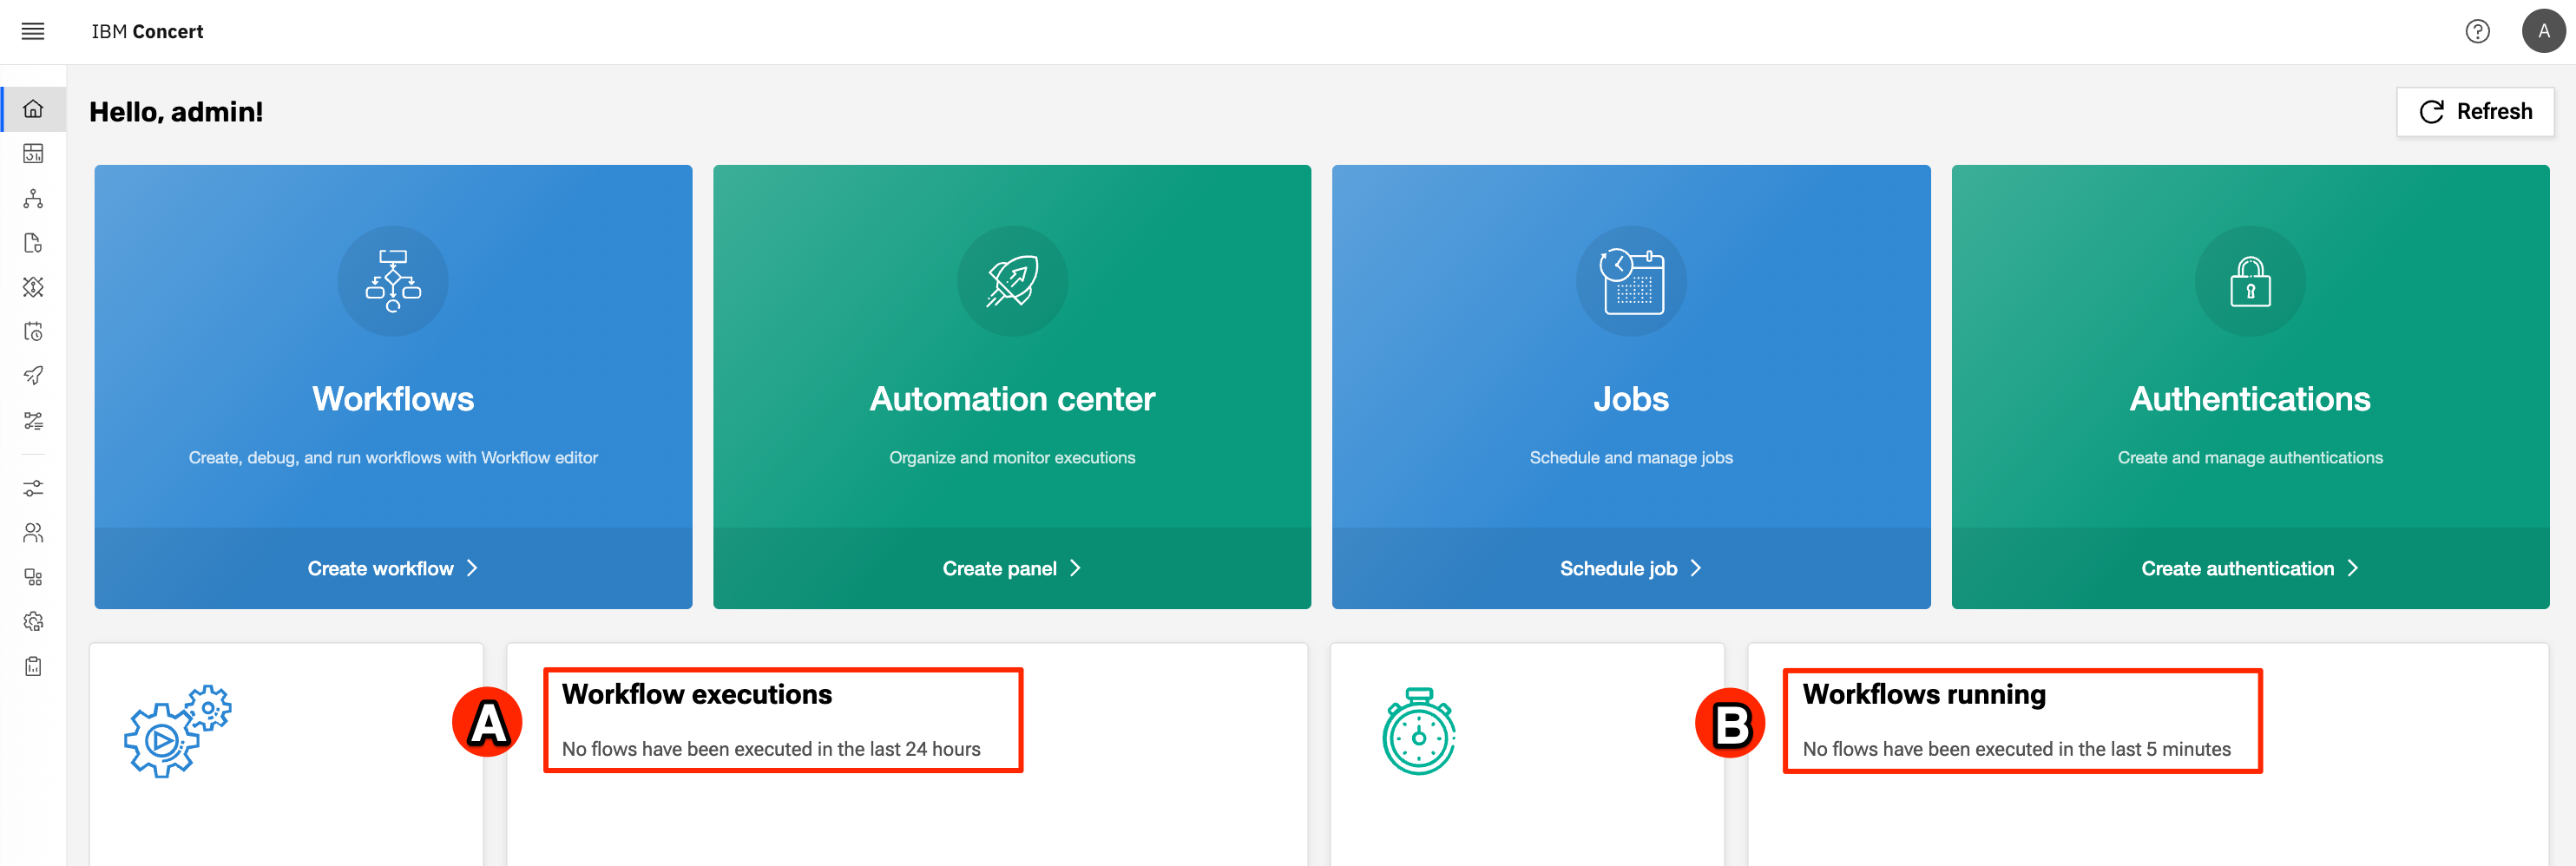 IBM Concert
?
A
Hello, admin!
Refresh
Workflows
Create, debug, and run workflows with Workflow editor
Create workflow
Automation center
Organize and monitor executions
Create panel
Jobs
Schedule and manage jobs
Schedule job
Authentications
Create and manage authentications
Create authentication
A
Workflow executions
No flows have been executed in the last 24 hours
B
Workflows running
No flows have been executed in the last 5 minutes